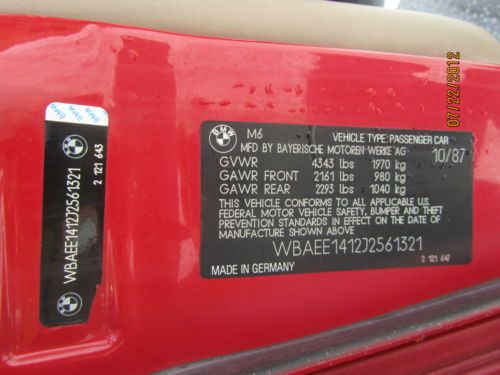 07/22/2012
BMW
WBAEE1412J2561321
2 121 643
BMW
BMW
M6
VEHICLE TYPE: PASSENGER CAR
MFD BY BAYERISCHE MOTOREN WERKE AG
10/87
GVWR 4343 lbs 1970 kg
GAWR FRONT 2161 lbs 980 kg
GAWR REAR 2293 lbs 1040 kg
THIS VEHICLE CONFORMS TO ALL APPLICABLE U.S.
FEDERAL MOTOR VEHICLE SAFETY, BUMPER AND THEFT
PREVENTION STANDARDS IN EFFECT ON THE DATE OF
MANUFACTURE SHOWN ABOVE
WBAEE1412J2561321
2 121 647
MADE IN GERMANY